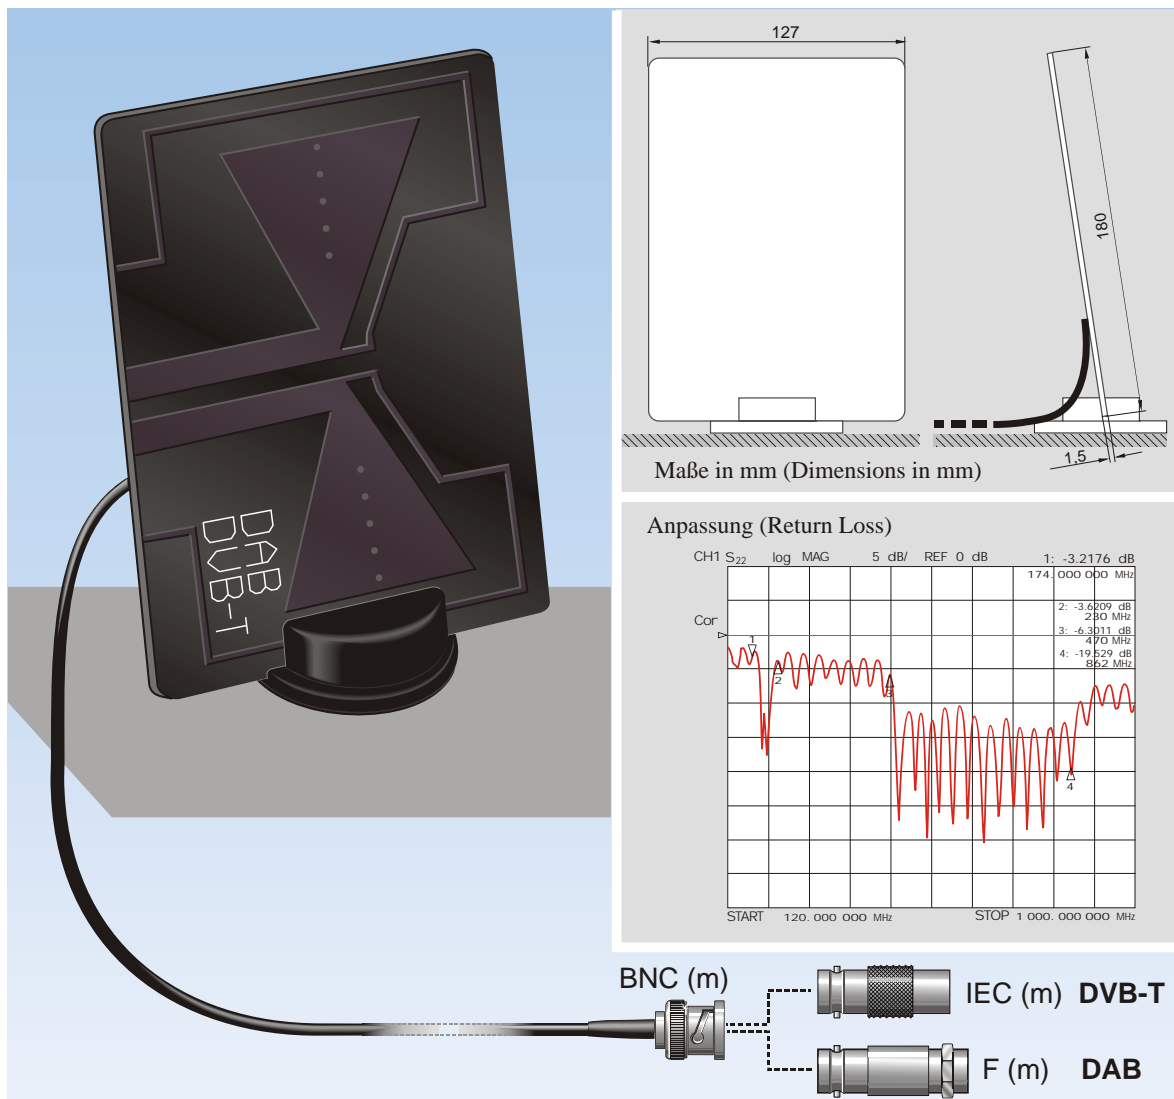 127
180
1,5
Maße in mm (Dimensions in mm)
Anpassung (Return Loss)
CH1 S22 log MAG 5 dB/ REF 0 dB 1: -3.2176 dB
174.000 000 MHz
2: -3.6209 dB
230 MHz
3: -6.3011 dB
470 MHz
4: -19.529 dB
862 MHz
Cor
1
2
3
4
START 120.000 000 MHz STOP 1 000.000 000 MHz
DAB
DVB-T
BNC (m)
IEC (m) DVB-T
F (m) DAB